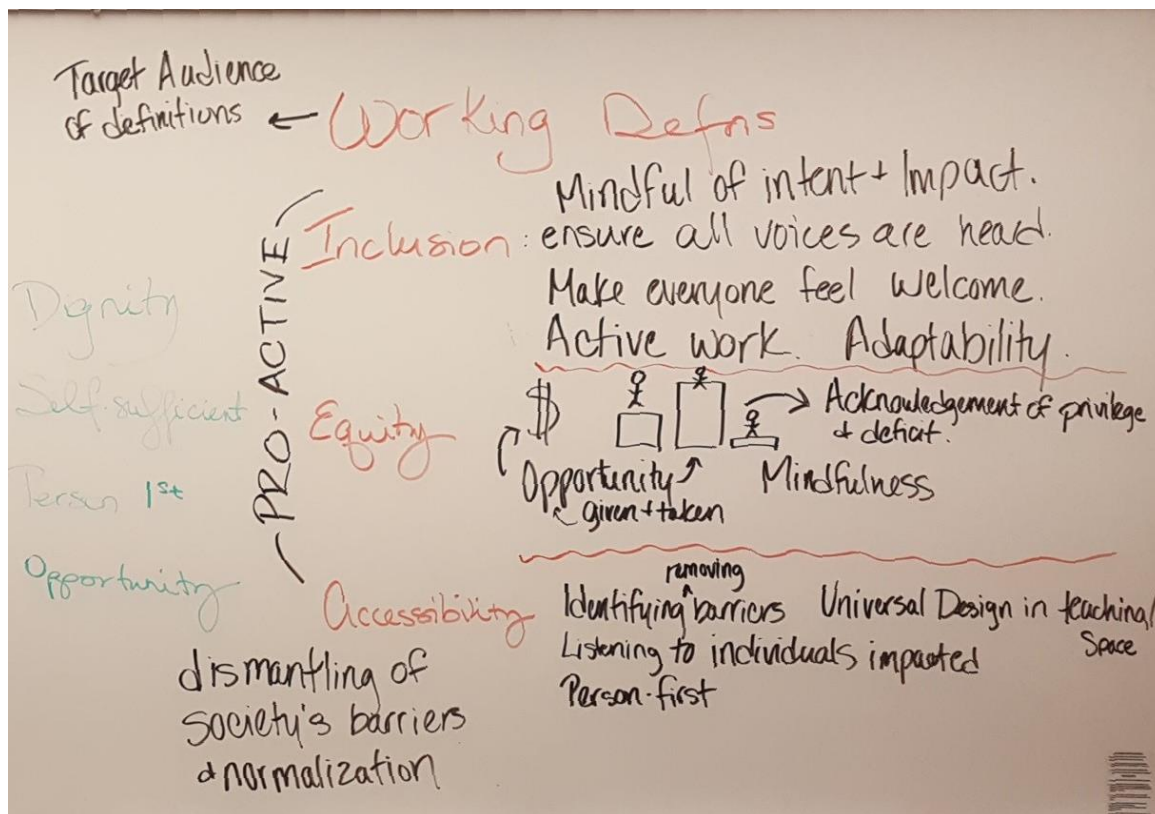 Target Audience
of definitions ← Working Defns
Mindful of intent + Impact.
Inclusion: ensure all voices are heard.
Make everyone feel welcome.
Active work. Adaptability.
PRO-ACTIVE
Dignity
Self-sufficient
Person 1st
Opportunity
Equity
$
Acknowledgement of privilege
& deficit.
Opportunity Mindfulness
given + taken
Accessibility
removing
Identifying ^ barriers Universal Design in teaching/
Space
Listening to individuals impacted
Person-first
dismantling of
society's barriers
& normalization